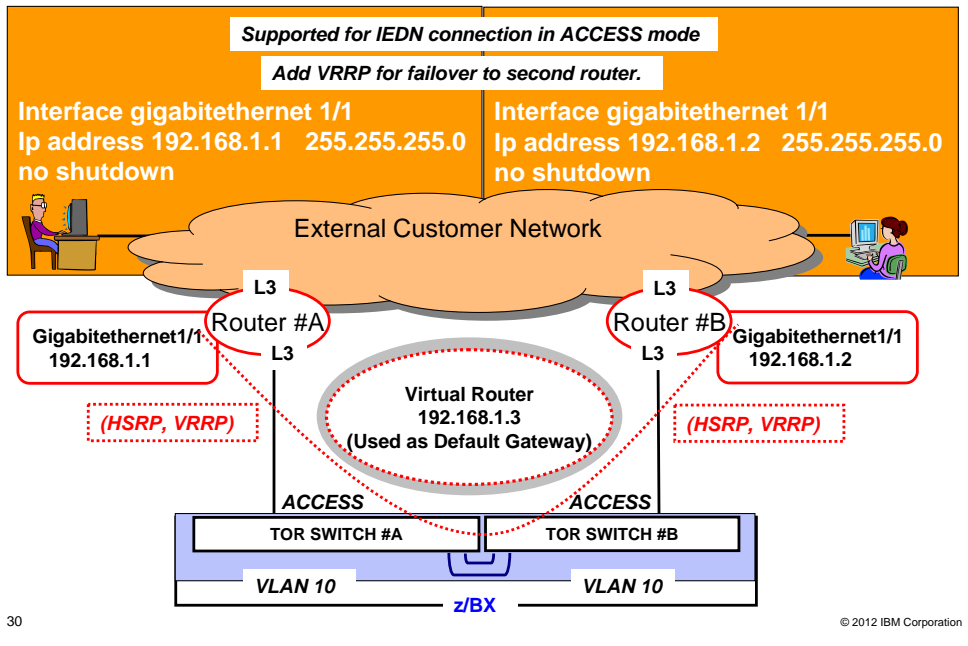 Supported for IEDN connection in ACCESS mode
Add VRRP for failover to second router.
Interface gigabitethernet 1/1
Ip address 192.168.1.1 255.255.255.0
no shutdown
Interface gigabitethernet 1/1
Ip address 192.168.1.2 255.255.255.0
no shutdown
External Customer Network
L3
Router #A
L3
L3
Router #B
L3
Gigabitethernet1/1
192.168.1.1
Gigabitethernet1/1
192.168.1.2
(HSRP, VRRP)
Virtual Router
192.168.1.3
(Used as Default Gateway)
(HSRP, VRRP)
ACCESS
ACCESS
TOR SWITCH #A
TOR SWITCH #B
VLAN 10
VLAN 10
z/BX
30
© 2012 IBM Corporation